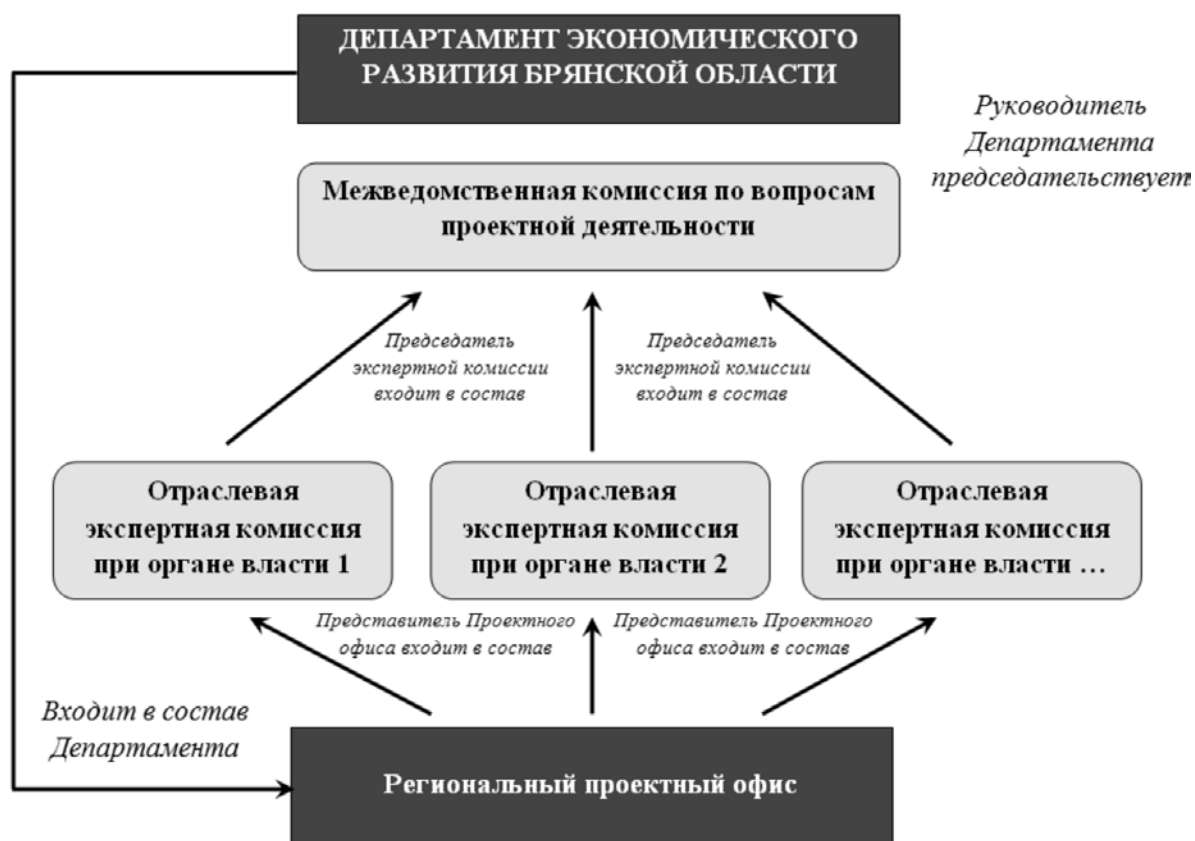 ДЕПАРТАМЕНТ ЭКОНОМИЧЕСКОГО
РАЗВИТИЯ БРЯНСКОЙ ОБЛАСТИ
Руководитель
Департамента
председательствует
Межведомственная комиссия по вопросам
проектной деятельности
Председатель
экспертной комиссии
входит в состав
Председатель
экспертной комиссии
входит в состав
Отраслевая
экспертная комиссия
при органе власти 1
Отраслевая
экспертная комиссия
при органе власти 2
Отраслевая
экспертная комиссия
при органе власти …
Представитель Проектного
офиса входит в состав
Представитель Проектного
офиса входит в состав
Входит в состав
Департамента
Региональный проектный офис